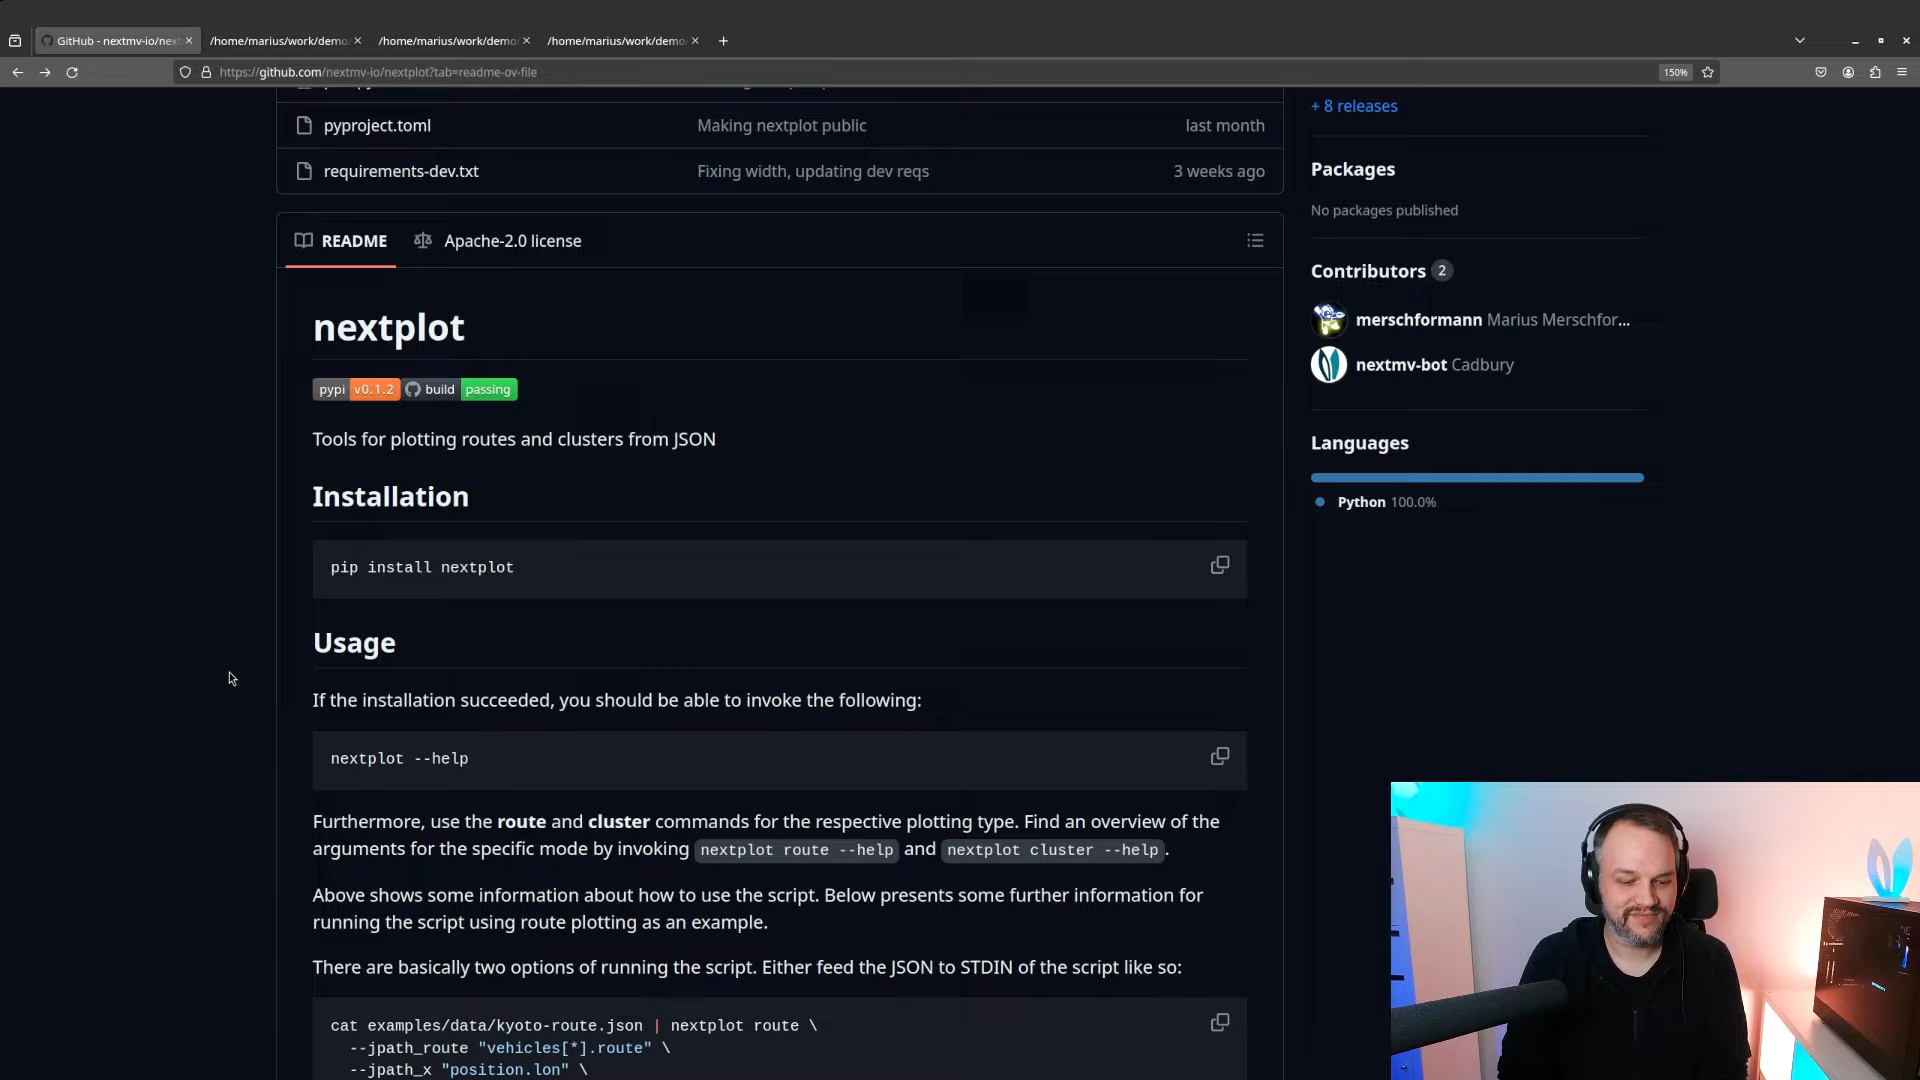 GitHub - nextmv-io/next
/home/marius/work/demo
/home/marius/work/demo
/home/marius/work/demo
https://github.com/nextmv-io/nextplot?tab=readme-ov-file
150%
pyproject.toml
Making nextplot public
last month
requirements-dev.txt
Fixing width, updating dev reqs
3 weeks ago
README
Apache-2.0 license
nextplot
pypi v0.1.2 build passing
Tools for plotting routes and clusters from JSON
Installation
pip install nextplot
Usage
If the installation succeeded, you should be able to invoke the following:
nextplot --help
Furthermore, use the route and cluster commands for the respective plotting type. Find an overview of the
arguments for the specific mode by invoking nextplot route --help and nextplot cluster --help.
Above shows some information about how to use the script. Below presents some further information for
running the script using route plotting as an example.
There are basically two options of running the script. Either feed the JSON to STDIN of the script like so:
cat examples/data/kyoto-route.json | nextplot route \
--jpath_route "vehicles[*].route" \
--jpath_x "position.lon" \
+ 8 releases
Packages
No packages published
Contributors 2
merschformann Marius Merschfor...
nextmv-bot Cadbury
Languages
Python 100.0%